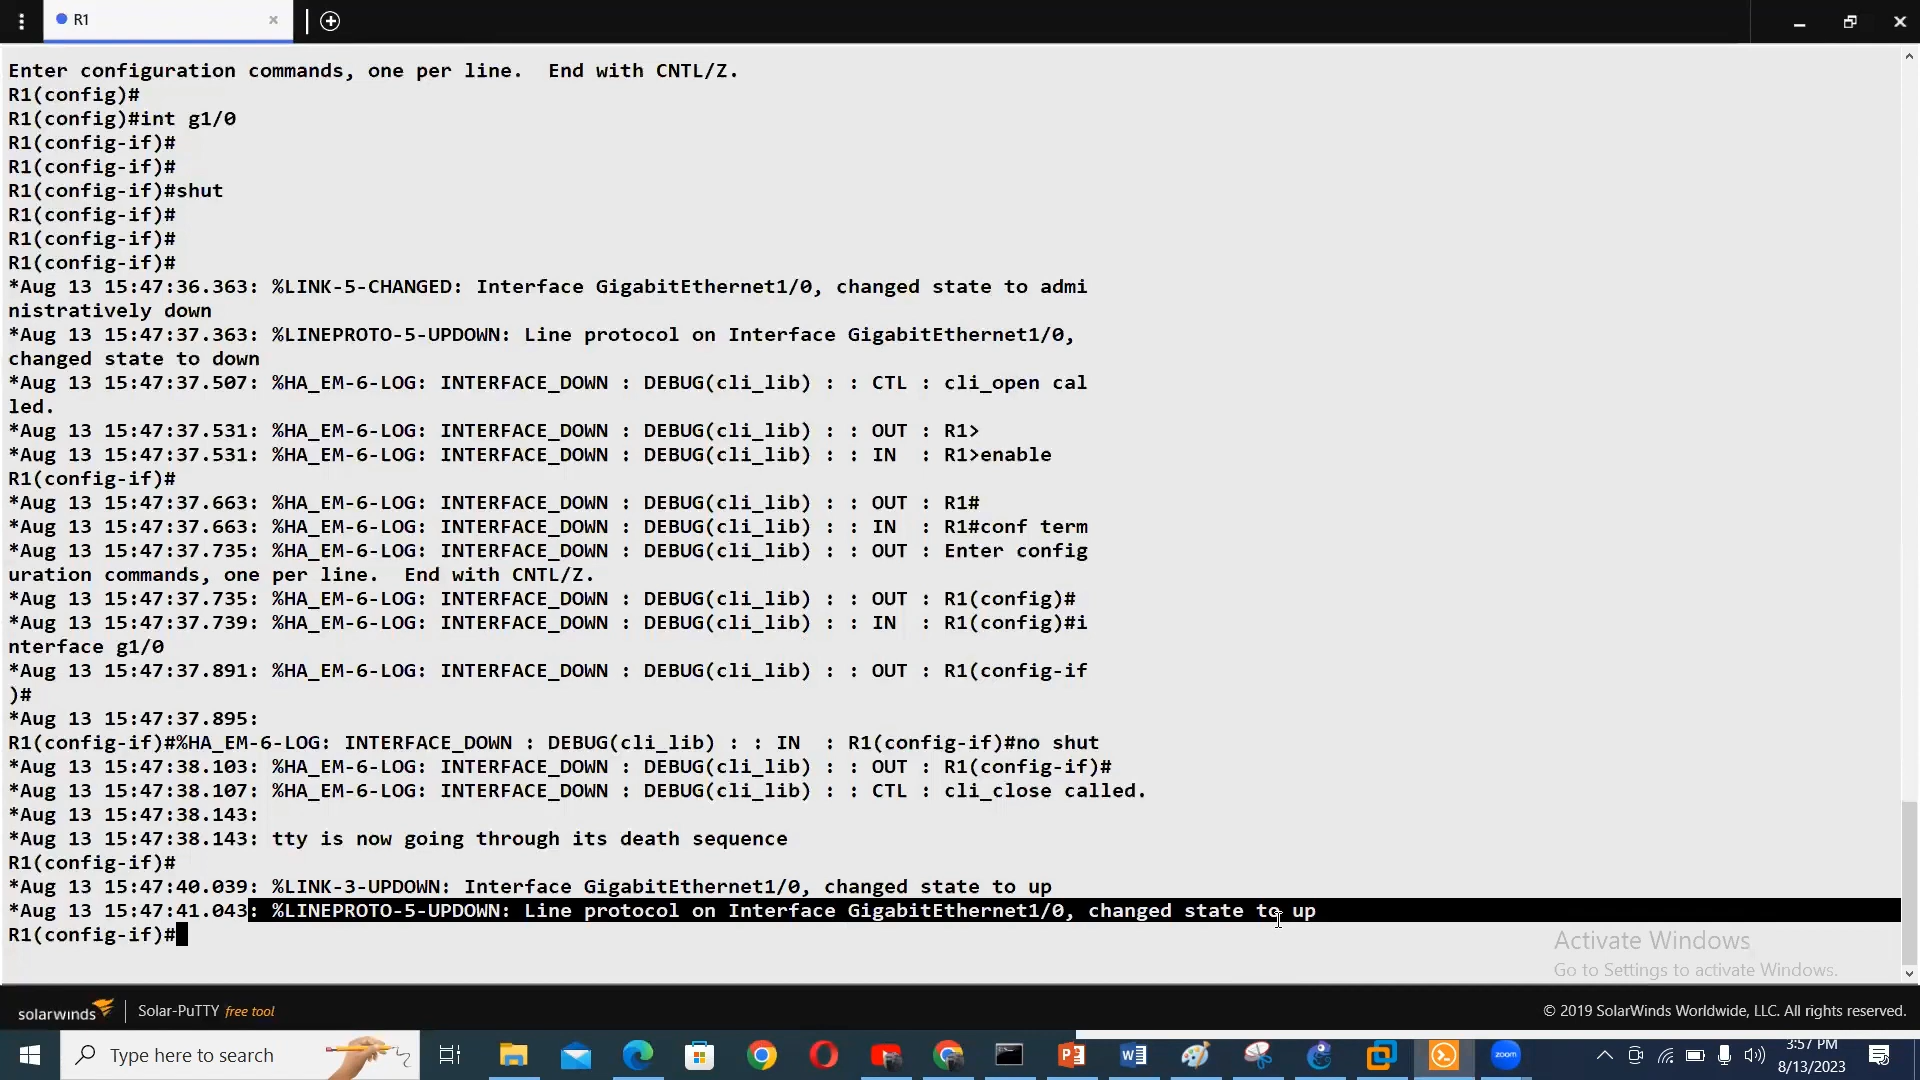 R1
Enter configuration commands, one per line.  End with CNTL/Z.
R1(config)#
R1(config)#int g1/0
R1(config-if)#
R1(config-if)#
R1(config-if)#shut
R1(config-if)#
R1(config-if)#
R1(config-if)#
*Aug 13 15:47:36.363: %LINK-5-CHANGED: Interface GigabitEthernet1/0, changed state to admi
nistratively down
*Aug 13 15:47:37.363: %LINEPROTO-5-UPDOWN: Line protocol on Interface GigabitEthernet1/0,
changed state to down
*Aug 13 15:47:37.507: %HA_EM-6-LOG: INTERFACE_DOWN : DEBUG(cli_lib) : : CTL : cli_open cal
led.
*Aug 13 15:47:37.531: %HA_EM-6-LOG: INTERFACE_DOWN : DEBUG(cli_lib) : : OUT : R1>
*Aug 13 15:47:37.531: %HA_EM-6-LOG: INTERFACE_DOWN : DEBUG(cli_lib) : : IN  : R1>enable
R1(config-if)#
*Aug 13 15:47:37.663: %HA_EM-6-LOG: INTERFACE_DOWN : DEBUG(cli_lib) : : OUT : R1#
*Aug 13 15:47:37.663: %HA_EM-6-LOG: INTERFACE_DOWN : DEBUG(cli_lib) : : IN  : R1#conf term
*Aug 13 15:47:37.735: %HA_EM-6-LOG: INTERFACE_DOWN : DEBUG(cli_lib) : : OUT : Enter config
uration commands, one per line.  End with CNTL/Z.
*Aug 13 15:47:37.735: %HA_EM-6-LOG: INTERFACE_DOWN : DEBUG(cli_lib) : : OUT : R1(config)#
*Aug 13 15:47:37.739: %HA_EM-6-LOG: INTERFACE_DOWN : DEBUG(cli_lib) : : IN  : R1(config)#i
nterface g1/0
*Aug 13 15:47:37.891: %HA_EM-6-LOG: INTERFACE_DOWN : DEBUG(cli_lib) : : OUT : R1(config-if
)#
*Aug 13 15:47:37.895:
R1(config-if)#%HA_EM-6-LOG: INTERFACE_DOWN : DEBUG(cli_lib) : : IN  : R1(config-if)#no shut
*Aug 13 15:47:38.103: %HA_EM-6-LOG: INTERFACE_DOWN : DEBUG(cli_lib) : : OUT : R1(config-if)#
*Aug 13 15:47:38.107: %HA_EM-6-LOG: INTERFACE_DOWN : DEBUG(cli_lib) : : CTL : cli_close called.
*Aug 13 15:47:38.143:
*Aug 13 15:47:38.143: tty is now going through its death sequence
R1(config-if)#
*Aug 13 15:47:40.039: %LINK-3-UPDOWN: Interface GigabitEthernet1/0, changed state to up
*Aug 13 15:47:41.043: %LINEPROTO-5-UPDOWN: Line protocol on Interface GigabitEthernet1/0, changed state to up
R1(config-if)#
Activate Windows
Go to Settings to activate Windows.
solarwinds Solar-PuTTY free tool © 2019 SolarWinds Worldwide, LLC. All rights reserved.
Type here to search
zoom
3:57 PM
8/13/2023